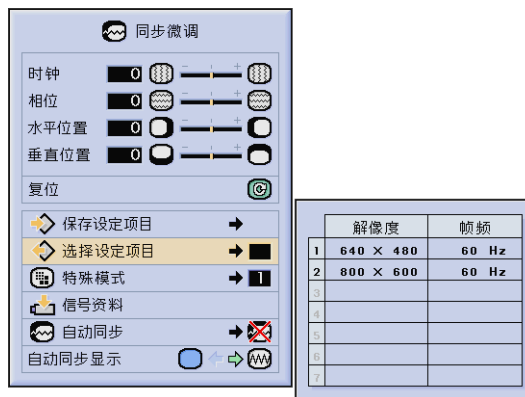 同步微调
时钟 0 - +
相位 0 - +
水平位置 0 - +
垂直位置 0 - +
复位
保存设定项目
选择设定项目
特殊模式 1
信号资料
自动同步
自动同步显示
解像度 帧频
1 640 × 480 60 Hz
2 800 × 600 60 Hz
3
4
5
6
7